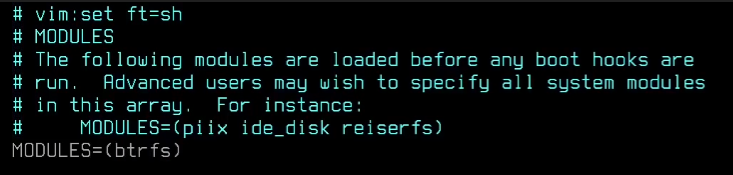 # vim:set ft=sh
# MODULES
# The following modules are loaded before any boot hooks are
# run.  Advanced users may wish to specify all system modules
# in this array.  For instance:
#     MODULES=(piix ide_disk reiserfs)
MODULES=(btrfs)